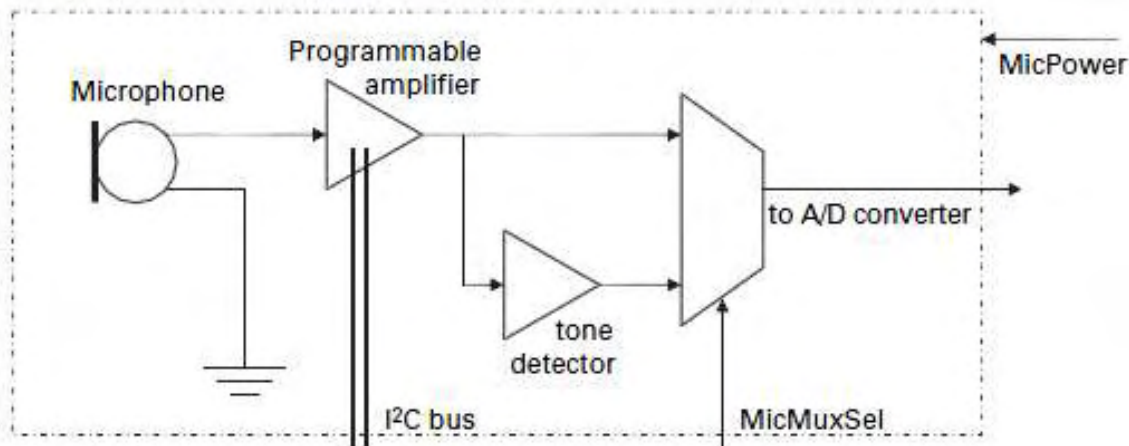 Programmable
amplifier
MicPower
Microphone
to A/D converter
tone
detector
I²C bus
MicMuxSel